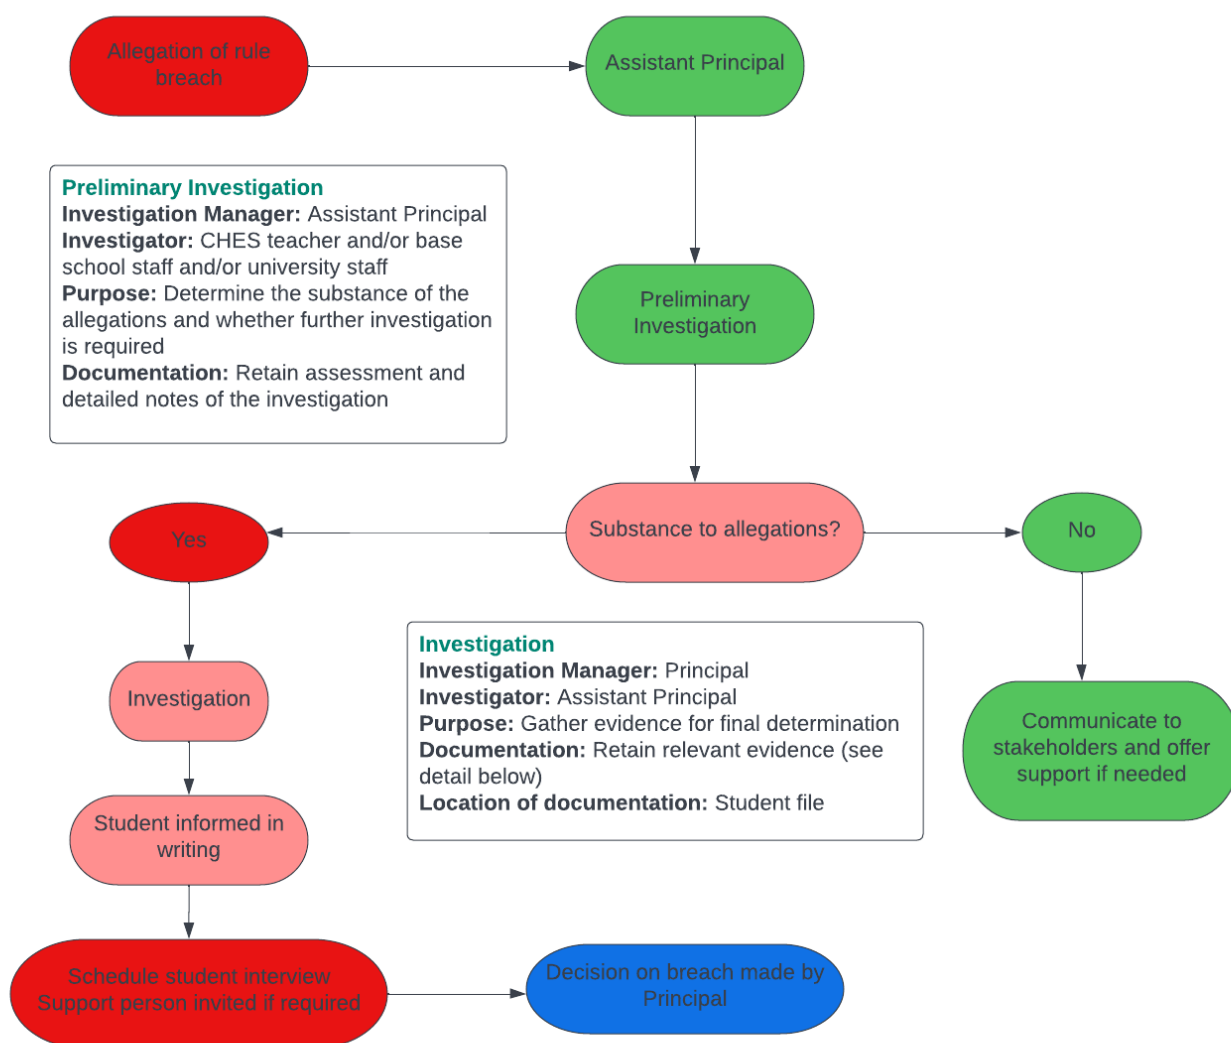 Allegation of rule
breach
Assistant Principal
Preliminary Investigation
Investigation Manager: Assistant Principal
Investigator: CHES teacher and/or base
school staff and/or university staff
Purpose: Determine the substance of the
allegations and whether further investigation
is required
Documentation: Retain assessment and
detailed notes of the investigation
Preliminary
Investigation
Substance to allegations?
Yes
No
Investigation
Investigation
Investigation Manager: Principal
Investigator: Assistant Principal
Purpose: Gather evidence for final determination
Documentation: Retain relevant evidence (see
detail below)
Location of documentation: Student file
Communicate to
stakeholders and offer
support if needed
Student informed in
writing
Schedule student interview
Support person invited if required
Decision on breach made by
Principal